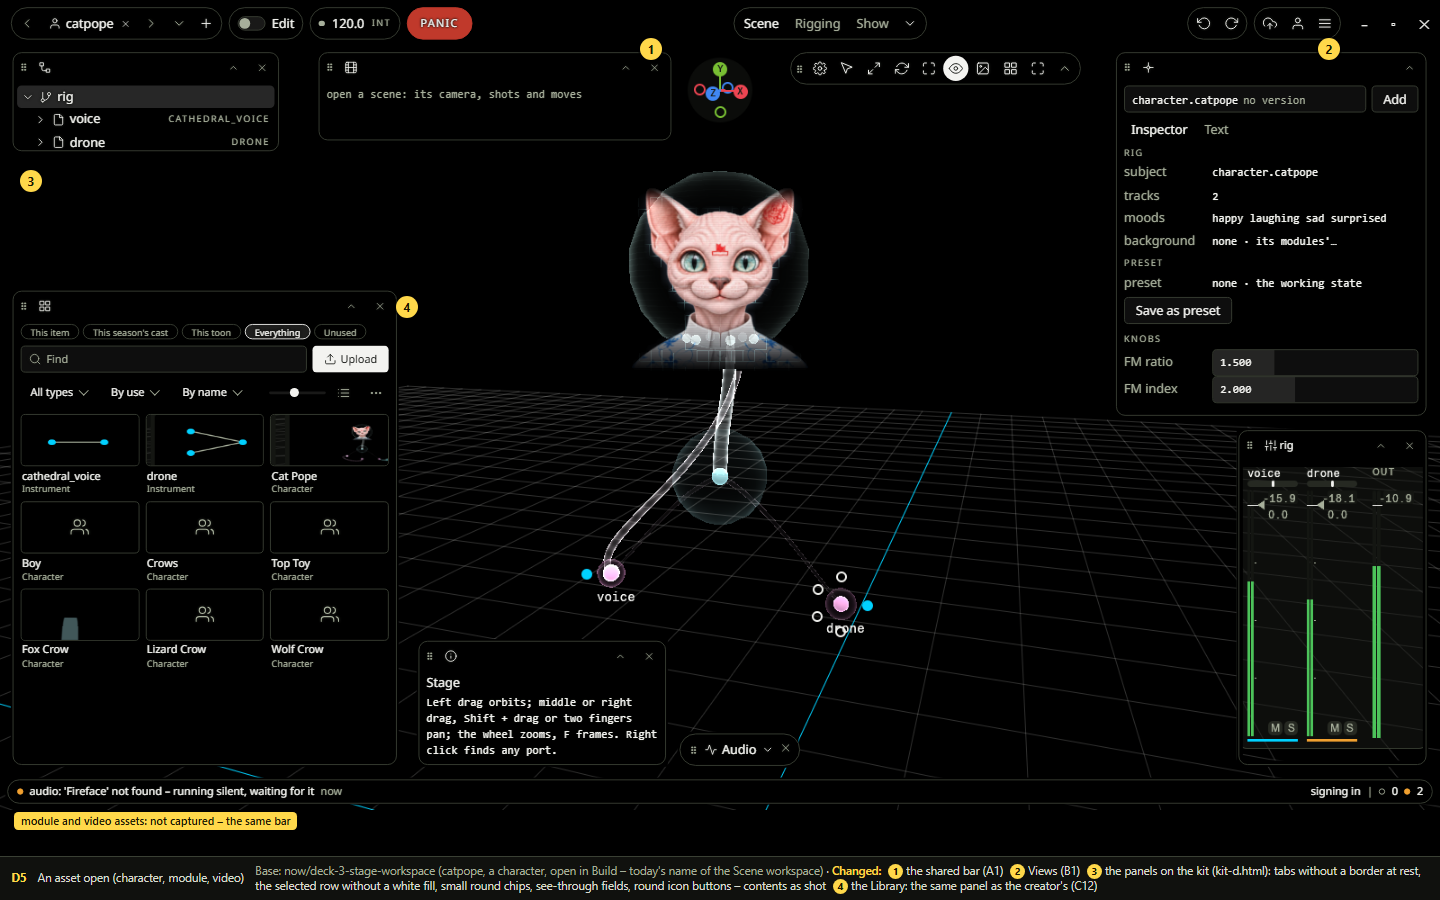 catpope
Edit
120.0 INT
PANIC
Scene Rigging Show
1
2
rig
voice CATHEDRAL_VOICE
drone DRONE
3
open a scene: its camera, shots and moves
Y
Z
X
character.catpope no version
Add
Inspector Text
RIG
subject character.catpope
tracks 2
moods happy laughing sad surprised
background none · its modules'…
PRESET
preset none · the working state
Save as preset
KNOBS
FM ratio 1.500
FM index 2.000
4
This item This season's cast This toon Everything Unused
Find
Upload
All types By use By name
cathedral_voice
Instrument
drone
Instrument
Cat Pope
Character
Boy
Character
Crows
Character
Top Toy
Character
Fox Crow
Character
Lizard Crow
Character
Wolf Crow
Character
voice
drone
Stage
Left drag orbits; middle or right
drag, Shift + drag or two fingers
pan; the wheel zooms, F frames. Right
click finds any port.
Audio
rig
voice drone OUT
-15.9 -18.1 -10.9
0.0 0.0
M S M S
audio: 'Fireface' not found – running silent, waiting for it now
signing in | 0 2
module and video assets: not captured – the same bar
D5 An asset open (character, module, video)
Base: now/deck-3-stage-workspace (catpope, a character, open in Build – today's name of the Scene workspace) · Changed: 1 the shared bar (A1) 2 Views (B1) 3 the panels on the kit (kit-d.html): tabs without a border at rest,
the selected row without a white fill, small round chips, see-through fields, round icon buttons – contents as shot 4 the Library: the same panel as the creator's (C12)